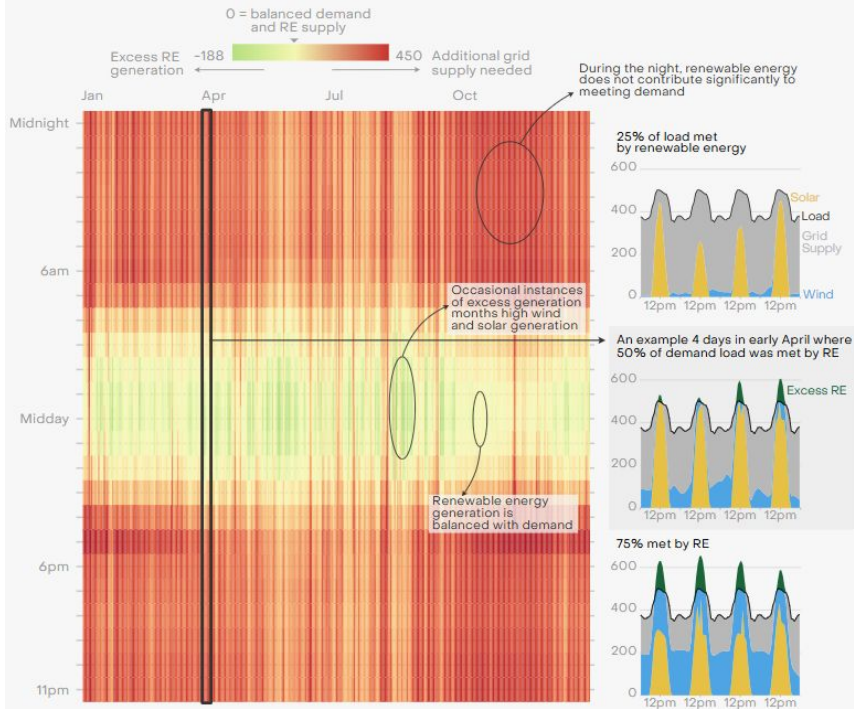 0 = balanced demand
and RE supply
Excess RE
generation
-188
450
Additional grid
supply needed
During the night, renewable energy
does not contribute significantly to
meeting demand
Jan
Apr
Jul
Oct
Midnight
6am
Midday
6pm
11pm
Occasional instances
of excess generation
months high wind
and solar generation
Renewable energy
generation is
balanced with demand
25% of load met
by renewable energy
600
400
200
0
Solar
Load
Grid
Supply
Wind
12pm 12pm 12pm 12pm
An example 4 days in early April where
50% of demand load was met by RE
600
400
200
0
Excess RE
12pm 12pm 12pm 12pm
75% met by RE
600
400
200
0
12pm 12pm 12pm 12pm